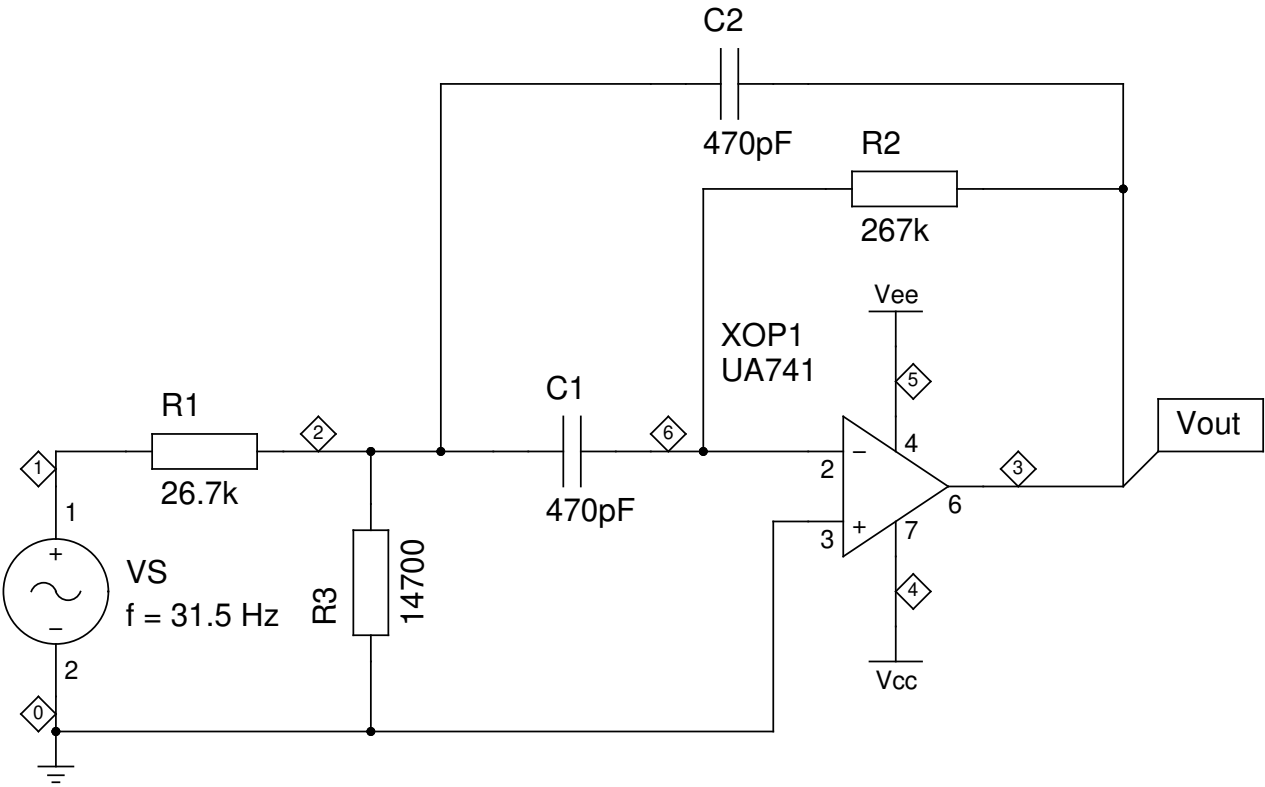 C2
470pF
R2
267k
Vee
XOP1
UA741
5
C1
R1
2
6
4
Vout
1
26.7k
470pF
2
3
6
1
+
VS
f = 31.5 Hz
−
2
0
R3
14700
−
+
3
7
4
Vcc